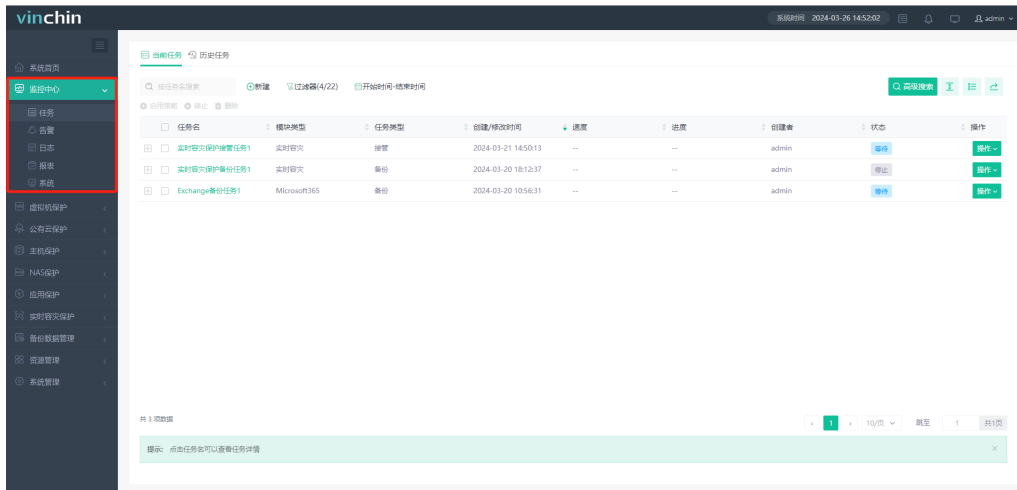 vinchin
系统时间 2024-03-26 14:52:02
admin
系统首页
监控中心
任务
告警
日志
报表
系统
虚拟机保护
公有云保护
主机保护
NAS保护
应用保护
实时容灾保护
备份数据管理
资源管理
系统管理
当前任务 历史任务
按任务名搜索 新建 过滤器(4/22) 开始时间-结束时间 高级搜索
启用策略 停止 删除
任务名 模块类型 任务类型 创建/修改时间 速度 进度 创建者 状态 操作
实时容灾保护接管任务1 实时容灾 接管 2024-03-21 14:50:13 -- -- admin 等待 操作
实时容灾保护备份任务1 实时容灾 备份 2024-03-20 18:12:37 -- -- admin 停止 操作
Exchange备份任务1 Microsoft365 备份 2024-03-20 10:56:31 -- -- admin 等待 操作
共 3 项数据
1 10/页 跳至 1 共1页
提示: 点击任务名可以查看任务详情